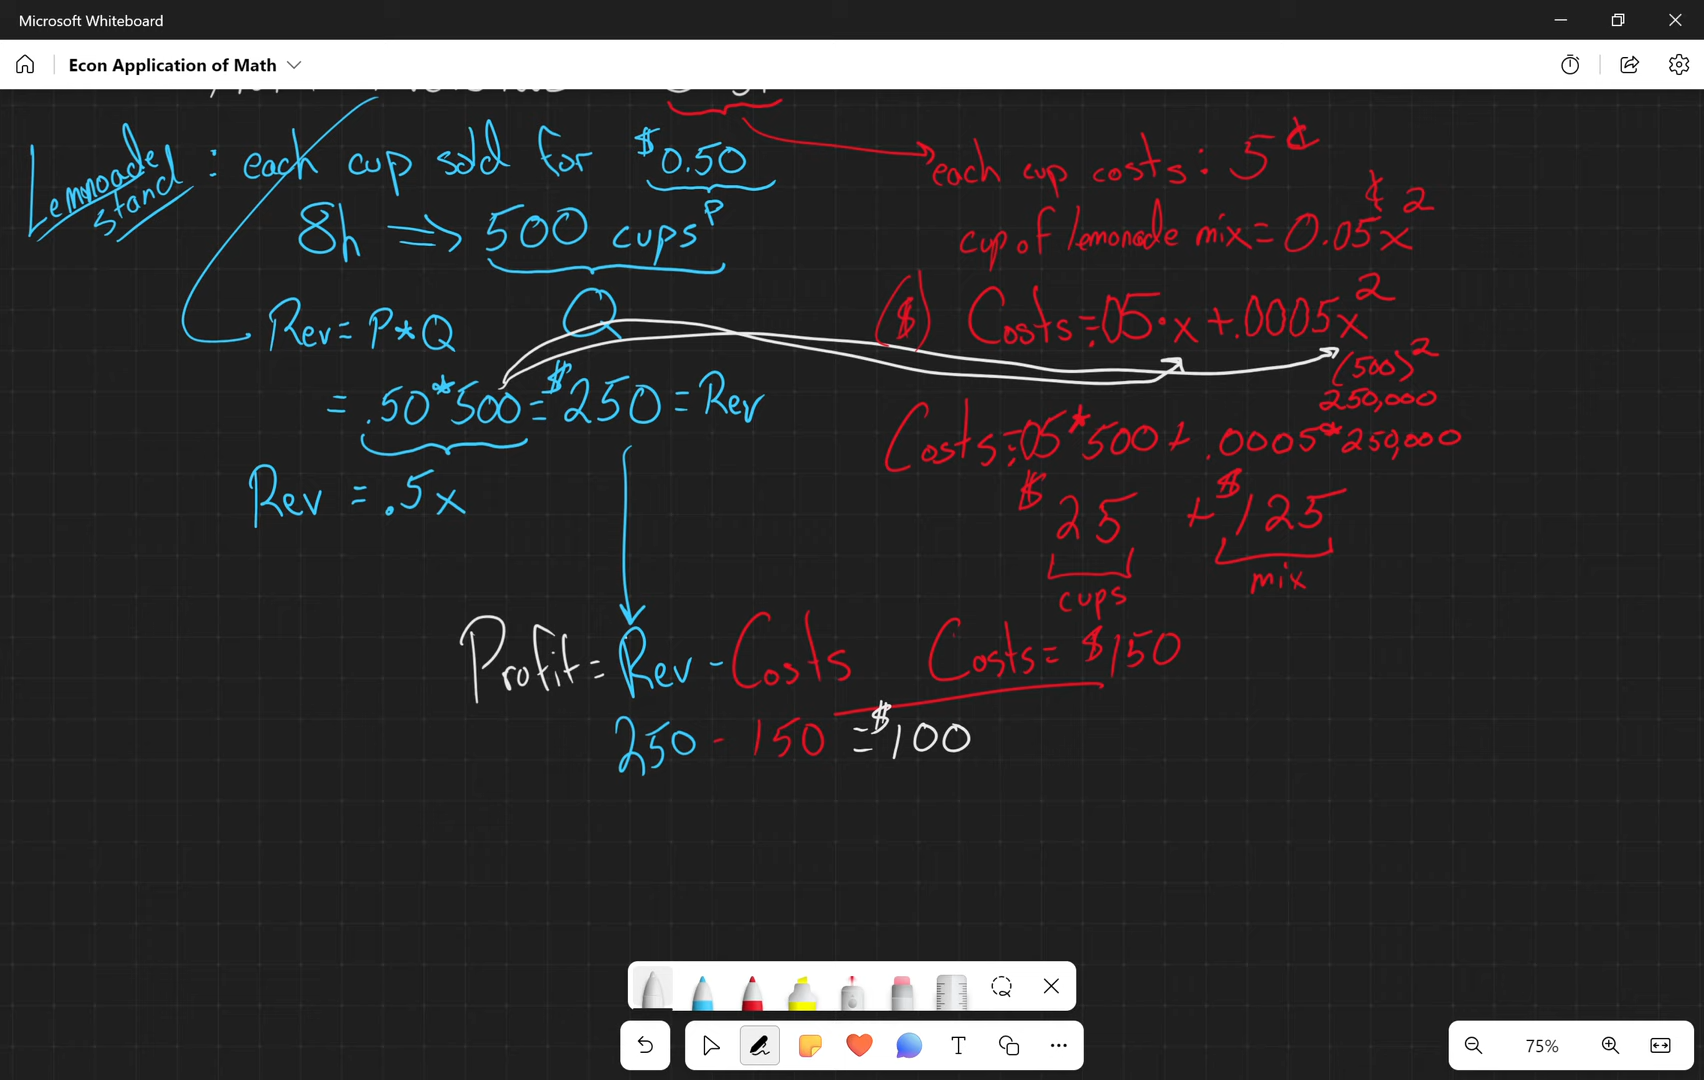 Microsoft Whiteboard
Econ Application of Math
Lemnoade stand : each cup sold for $0.50
8h ⇒ 500 cups
P
Q
Rev = P*Q
= .50*500 = $250 = Rev
Rev = .5x
each cup costs: 5¢
cup of lemonade mix = 0.05¢x²
($) Costs = .05·x + .0005x²
(500)²
250,000
Costs = .05*500 + .0005*250,000
$25 + $125
cups
mix
Profit = Rev - Costs
Costs = $150
250 - 150 = $100
75%